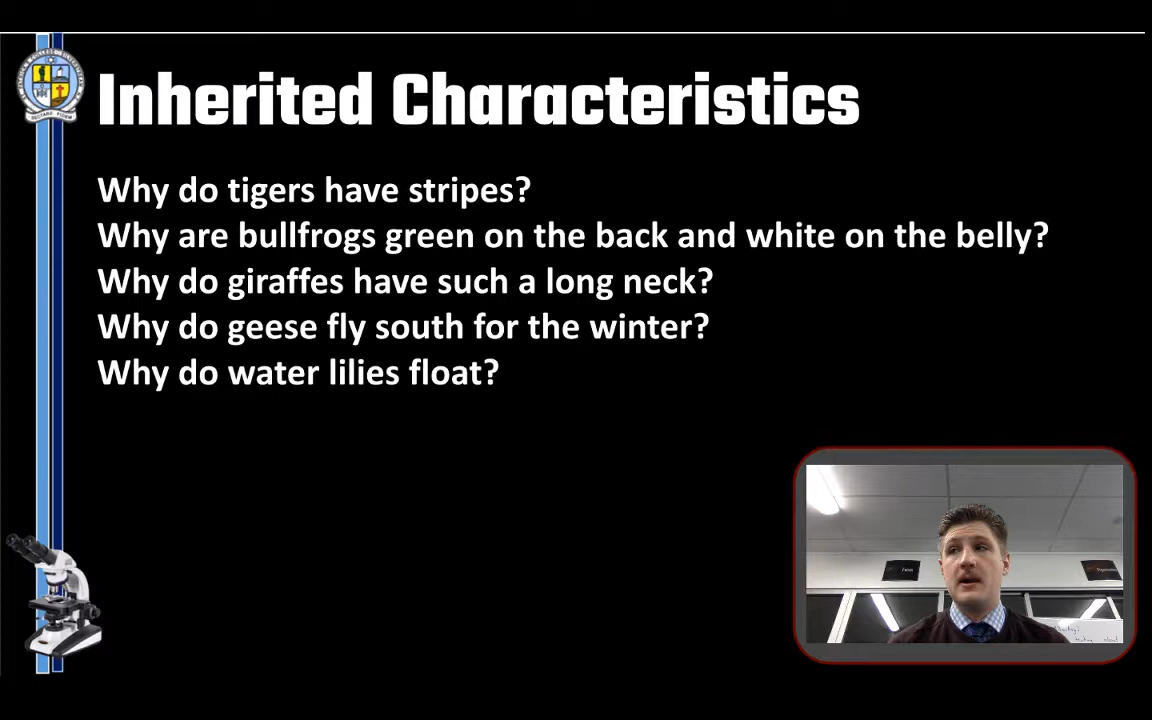 Inherited Characteristics
Why do tigers have stripes?
Why are bullfrogs green on the back and white on the belly?
Why do giraffes have such a long neck?
Why do geese fly south for the winter?
Why do water lilies float?